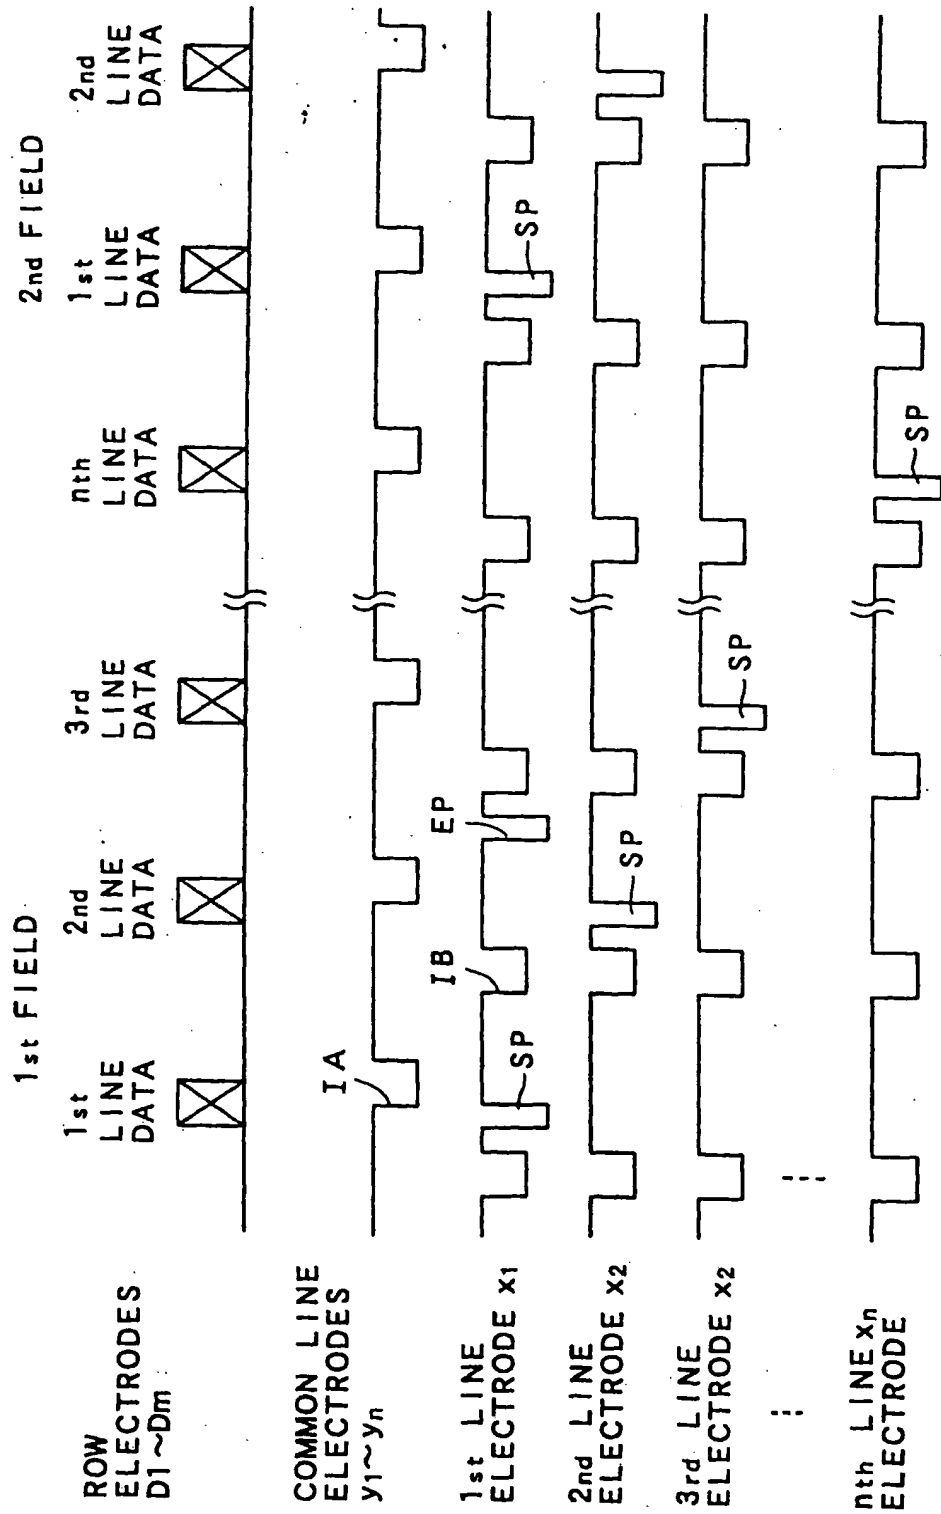 1st FIELD
2nd FIELD
1st
LINE
DATA
2nd
LINE
DATA
3rd
LINE
DATA
nth
LINE
DATA
1st
LINE
DATA
2nd
LINE
DATA
ROW
ELECTRODES
D1~Dm
COMMON LINE
ELECTRODES
y1~yn
IA
1st LINE
ELECTRODE x1
SP
IB
EP
SP
2nd LINE
ELECTRODE x2
SP
3rd LINE
ELECTRODE x2
SP
nth LINE xn
ELECTRODE
SP